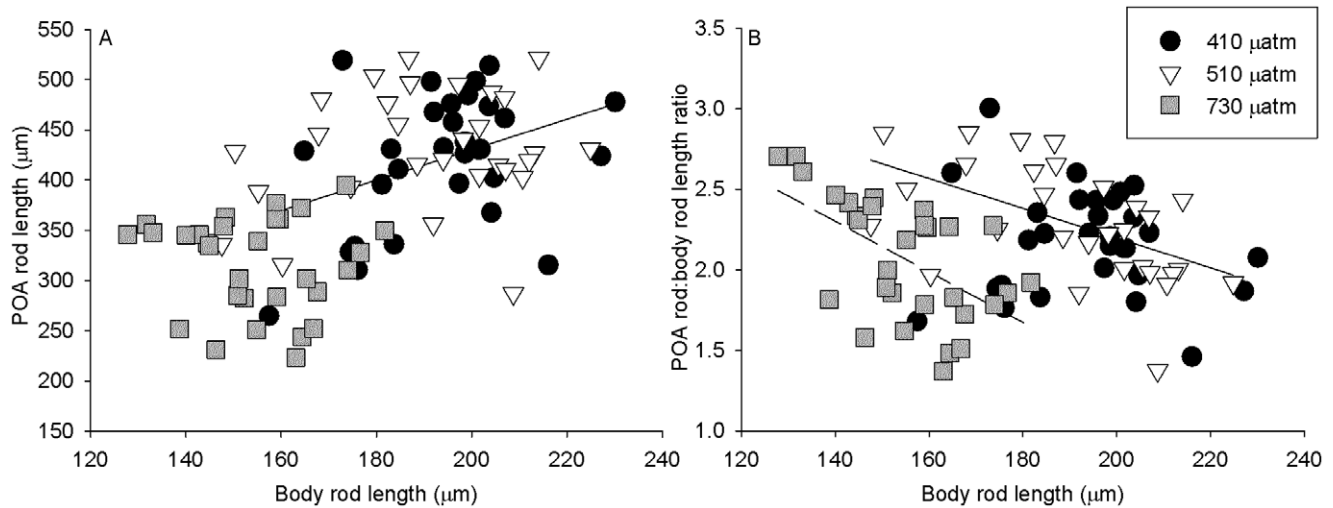 A
POA rod length (μm)
550
500
450
400
350
300
250
200
150
120 140 160 180 200 220 240
Body rod length (μm)
B
POA rod:body rod length ratio
3.5
3.0
2.5
2.0
1.5
1.0
120 140 160 180 200 220 240
Body rod length (μm)
410 μatm
510 μatm
730 μatm